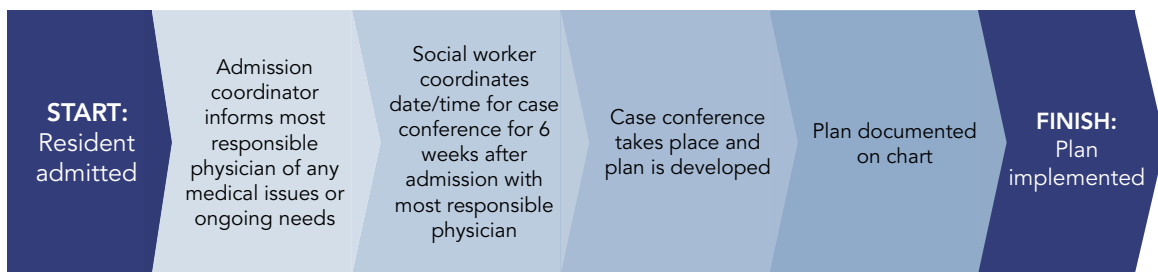 START:
Resident
admitted
Admission
coordinator
informs most
responsible
physician of any
medical issues or
ongoing needs
Social worker
coordinates
date/time for case
conference for 6
weeks after
admission with
most responsible
physician
Case conference
takes place and
plan is developed
Plan documented
on chart
FINISH:
Plan
implemented